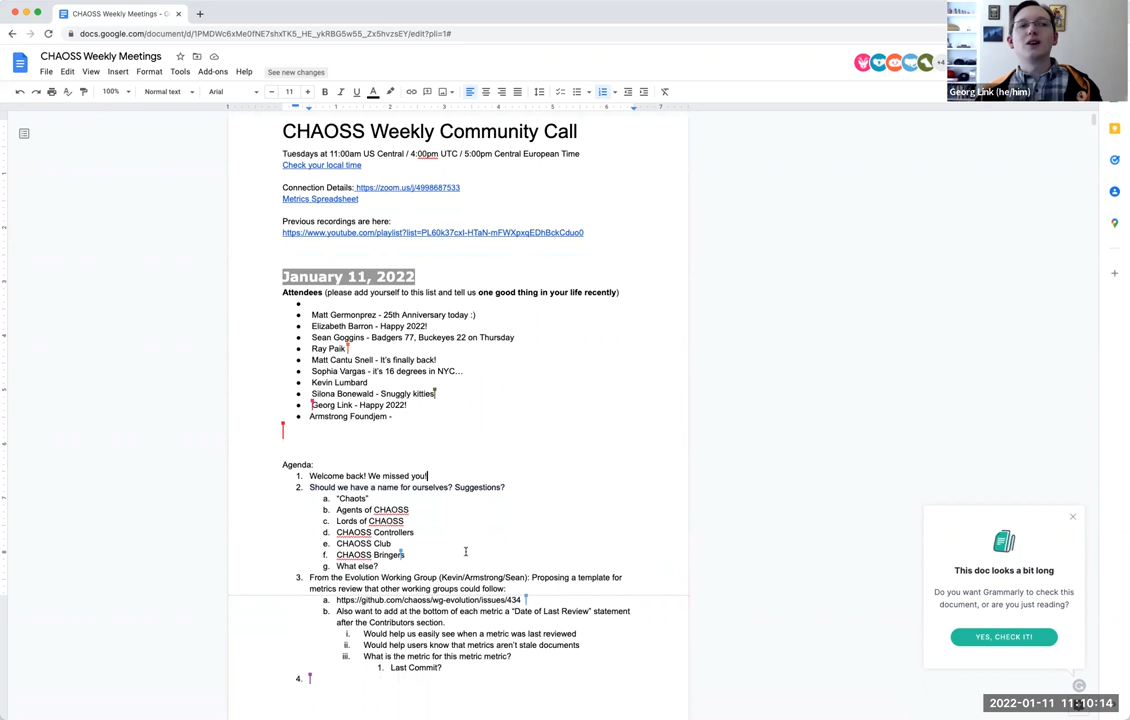 CHAOSS Weekly Meetings - G
docs.google.com/document/d/1PMDWc6xMe0fNE7shxTK5_HE_ykRBG5w55_Zx5hvzsEY/edit?pli=1#
CHAOSS Weekly Meetings
File Edit View Insert Format Tools Add-ons Help See new changes
+4
100% Normal text Arial 11
Georg Link (he/him)
CHAOSS Weekly Community Call
Tuesdays at 11:00am US Central / 4:00pm UTC / 5:00pm Central European Time
Check your local time
Connection Details: https://zoom.us/j/4998687533
Metrics Spreadsheet
Previous recordings are here:
https://www.youtube.com/playlist?list=PL60k37cxI-HTaN-mFWXpxqEDhBckCduo0
January 11, 2022
Attendees (please add yourself to this list and tell us one good thing in your life recently)
Matt Germonprez - 25th Anniversary today :)
Elizabeth Barron - Happy 2022!
Sean Goggins - Badgers 77, Buckeyes 22 on Thursday
Ray Paik
Matt Cantu Snell - It's finally back!
Sophia Vargas - it's 16 degrees in NYC…
Kevin Lumbard
Silona Bonewald - Snuggly kitties
Georg Link - Happy 2022!
Armstrong Foundjem -
Agenda:
1. Welcome back! We missed you!
2. Should we have a name for ourselves? Suggestions?
a. "Chaots"
b. Agents of CHAOSS
c. Lords of CHAOSS
d. CHAOSS Controllers
e. CHAOSS Club
f. CHAOSS Bringers
g. What else?
3. From the Evolution Working Group (Kevin/Armstrong/Sean): Proposing a template for
metrics review that other working groups could follow:
a. https://github.com/chaoss/wg-evolution/issues/434
b. Also want to add at the bottom of each metric a "Date of Last Review" statement
after the Contributors section.
i. Would help us easily see when a metric was last reviewed
ii. Would help users know that metrics aren't stale documents
iii. What is the metric for this metric metric?
1. Last Commit?
4.
This doc looks a bit long
Do you want Grammarly to check this
document, or are you just reading?
YES, CHECK IT!
2022-01-11 11:10:14